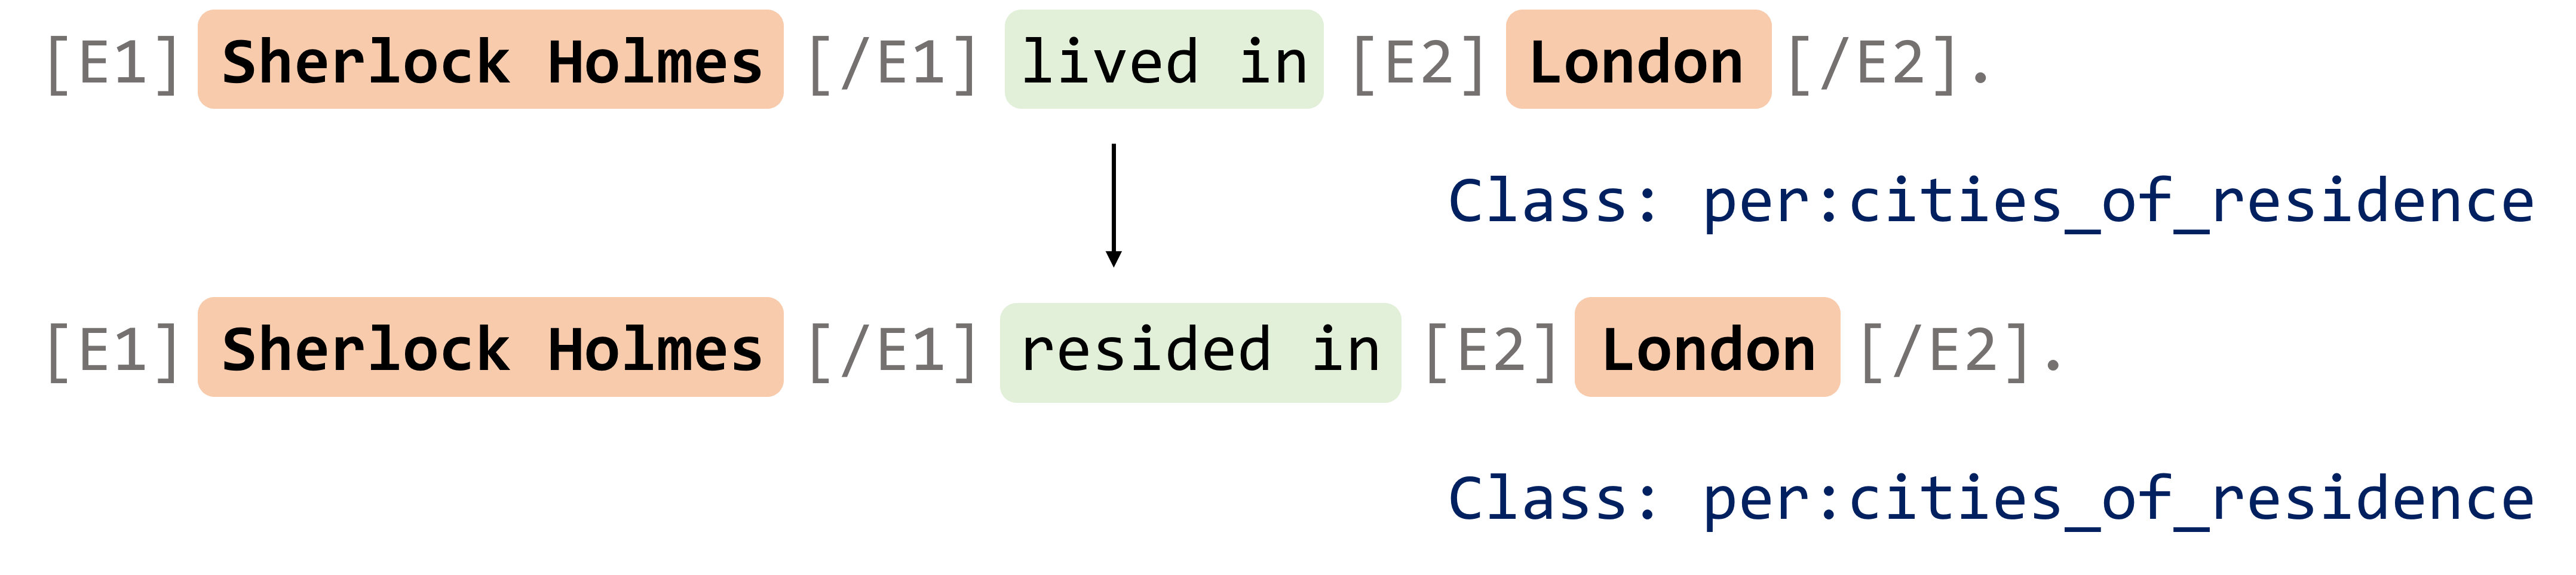 [E1] Sherlock Holmes [/E1] lived in [E2] London [/E2].
Class: per:cities_of_residence
[E1] Sherlock Holmes [/E1] resided in [E2] London [/E2].
Class: per:cities_of_residence